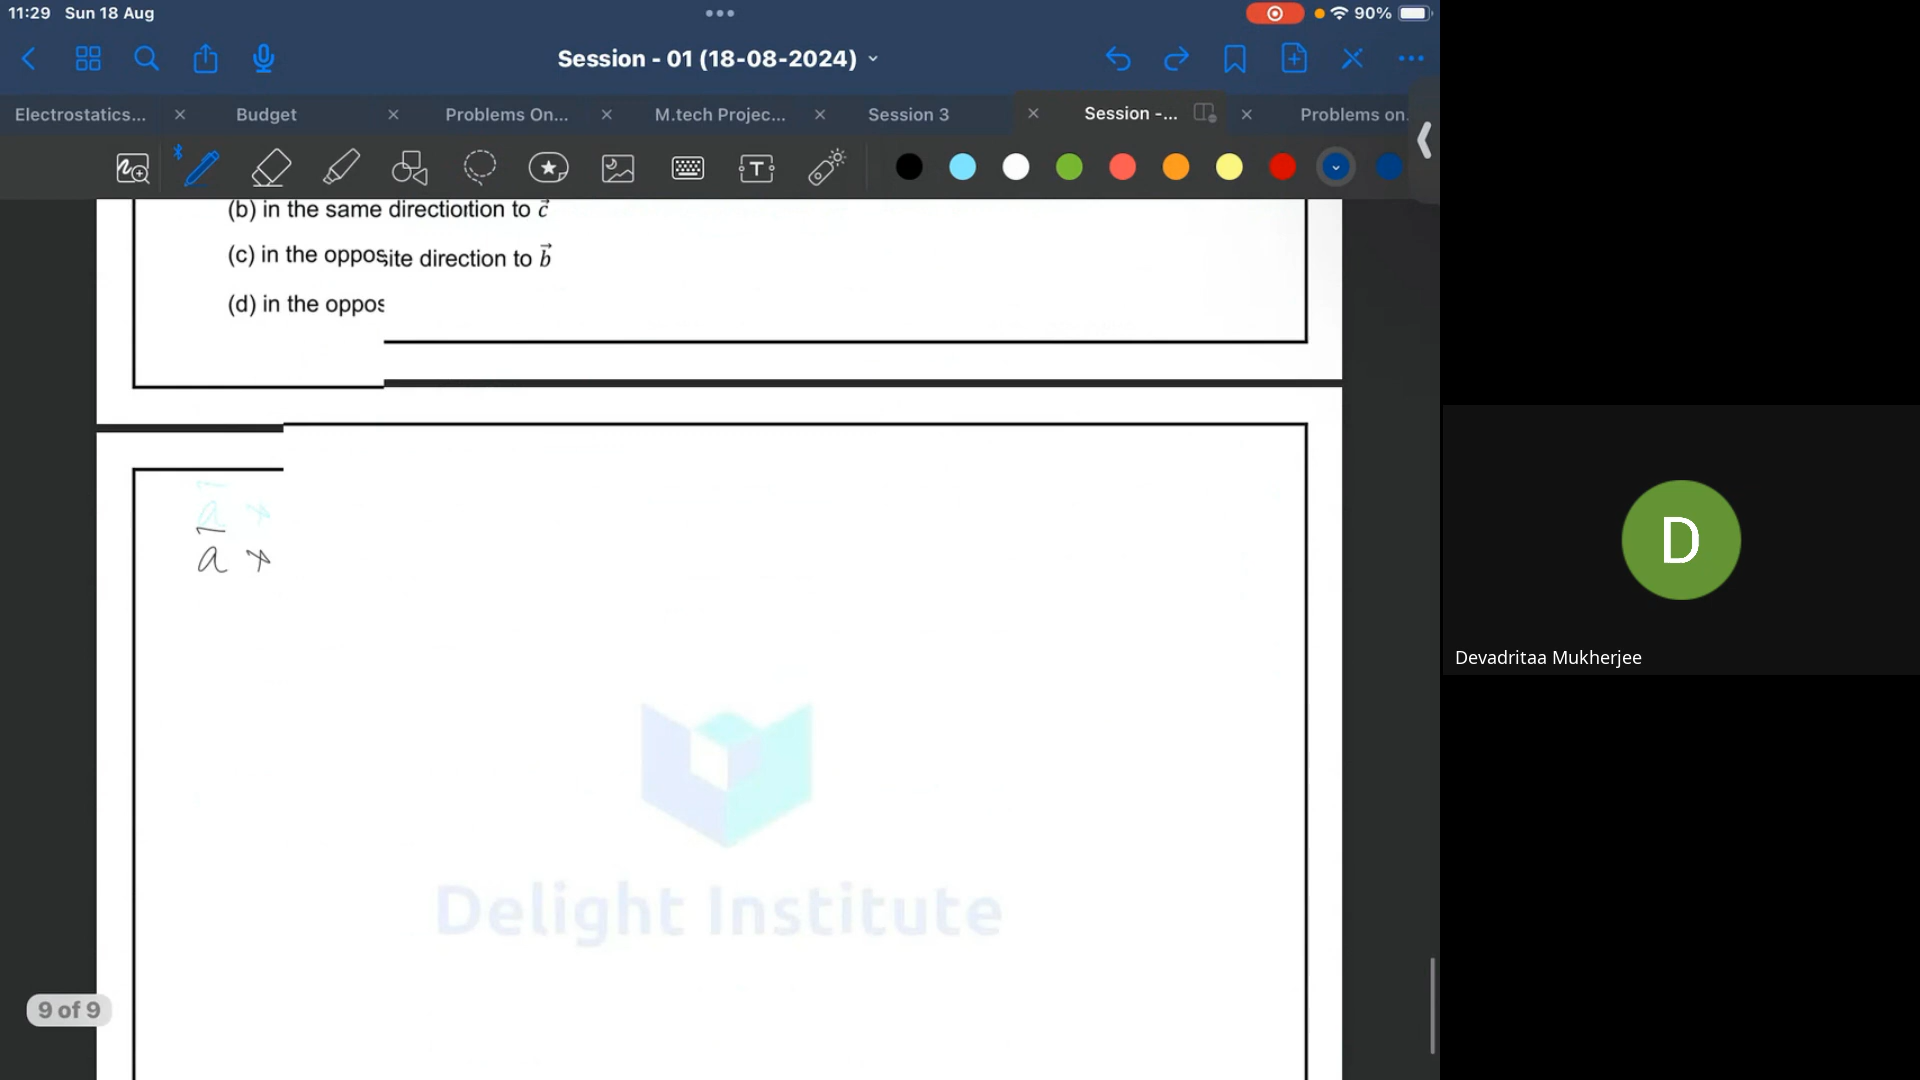 11:29 Sun 18 Aug
90%
Session - 01 (18-08-2024)
Electrostatics...
Budget
Problems On...
M.tech Projec...
Session 3
Session -...
Problems on.
(b) in the same directiottion to c⃗
(c) in the opposite direction to b⃗
(d) in the oppos
a
a
Delight Institute
9 of 9
D
Devadritaa Mukherjee